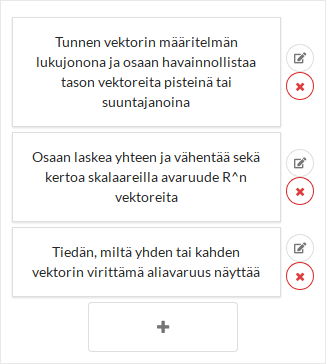 Tunnen vektorin määritelmän
lukujonona ja osaan havainnollistaa
tason vektoreita pisteinä tai
suuntajanoina
Osaan laskea yhteen ja vähentää sekä
kertoa skalaareilla avaruude R^n
vektoreita
Tiedän, miltä yhden tai kahden
vektorin virittämä aliavaruus näyttää